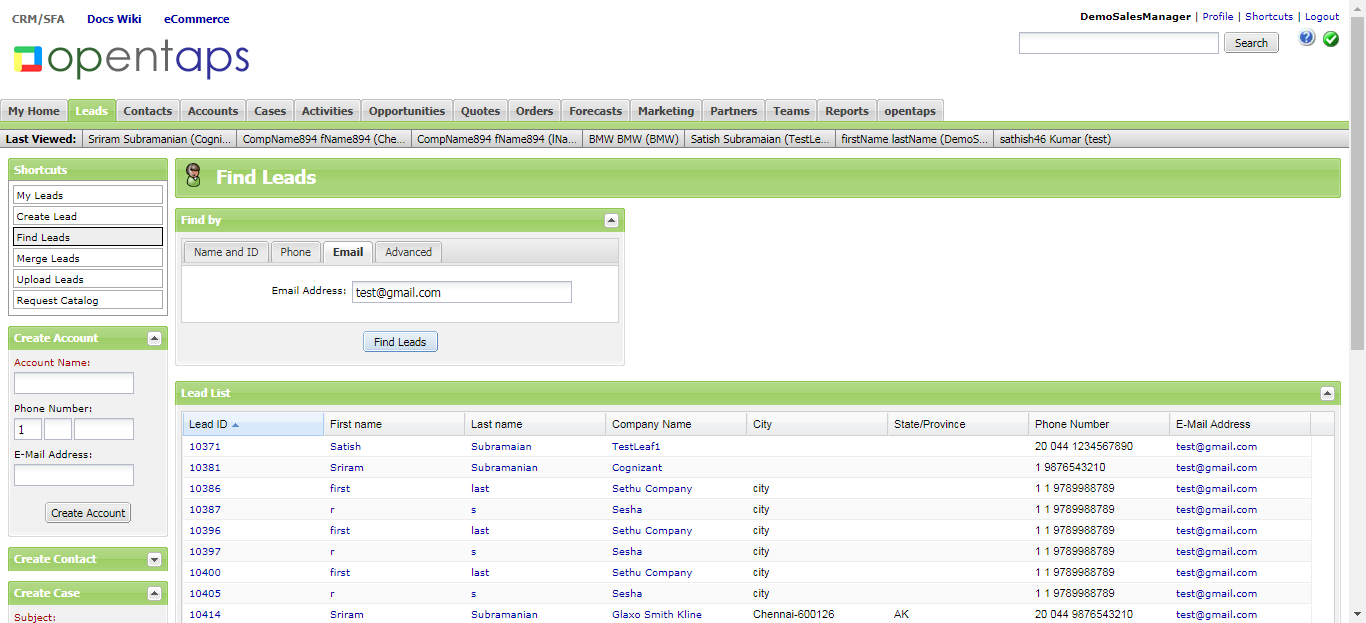 CRM/SFA Docs Wiki eCommerce
DemoSalesManager | Profile | Shortcuts | Logout
opentaps
Search
My Home Leads Contacts Accounts Cases Activities Opportunities Quotes Orders Forecasts Marketing Partners Teams Reports opentaps
Last Viewed: Sriram Subramanian (Cogni... CompName894 fName894 (Che... CompName894 fName894 (lNa... BMW BMW (BMW) Satish Subramaian (TestLe... firstName lastName (DemoS... sathish46 Kumar (test)
Shortcuts
My Leads
Create Lead
Find Leads
Merge Leads
Upload Leads
Request Catalog
Create Account
Account Name:
Phone Number:
1
E-Mail Address:
Create Account
Create Contact
Create Case
Subject:
Find Leads
Find by
Name and ID Phone Email Advanced
Email Address: test@gmail.com
Find Leads
Lead List
Lead ID First name Last name Company Name City State/Province Phone Number E-Mail Address
10371 Satish Subramaian TestLeaf1 20 044 1234567890 test@gmail.com
10381 Sriram Subramanian Cognizant 1 9876543210 test@gmail.com
10386 first last Sethu Company city 1 1 9789988789 test@gmail.com
10387 r s Sesha city 1 1 9789988789 test@gmail.com
10396 first last Sethu Company city 1 1 9789988789 test@gmail.com
10397 r s Sesha city 1 1 9789988789 test@gmail.com
10400 first last Sethu Company city 1 1 9789988789 test@gmail.com
10405 r s Sesha city 1 1 9789988789 test@gmail.com
10414 Sriram Subramanian Glaxo Smith Kline Chennai-600126 AK 20 044 9876543210 test@gmail.com